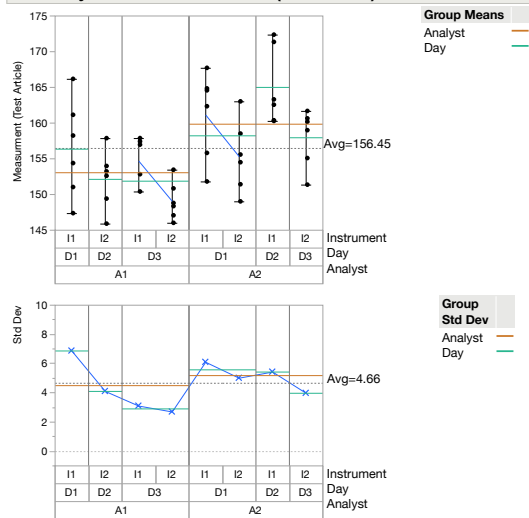 175
170
165
160
155
150
145
Measurment (Test Article)
Avg=156.45
I1 I2 I1 I2 I1 I2 I1 I2 Instrument
D1 D2 D3 D1 D2 D3 Day
A1 A2 Analyst
Group Means
Analyst
Day
10
8
6
4
2
0
Std Dev
Avg=4.66
I1 I2 I1 I2 I1 I2 I1 I2 Instrument
D1 D2 D3 D1 D2 D3 Day
A1 A2 Analyst
Group
Std Dev
Analyst
Day